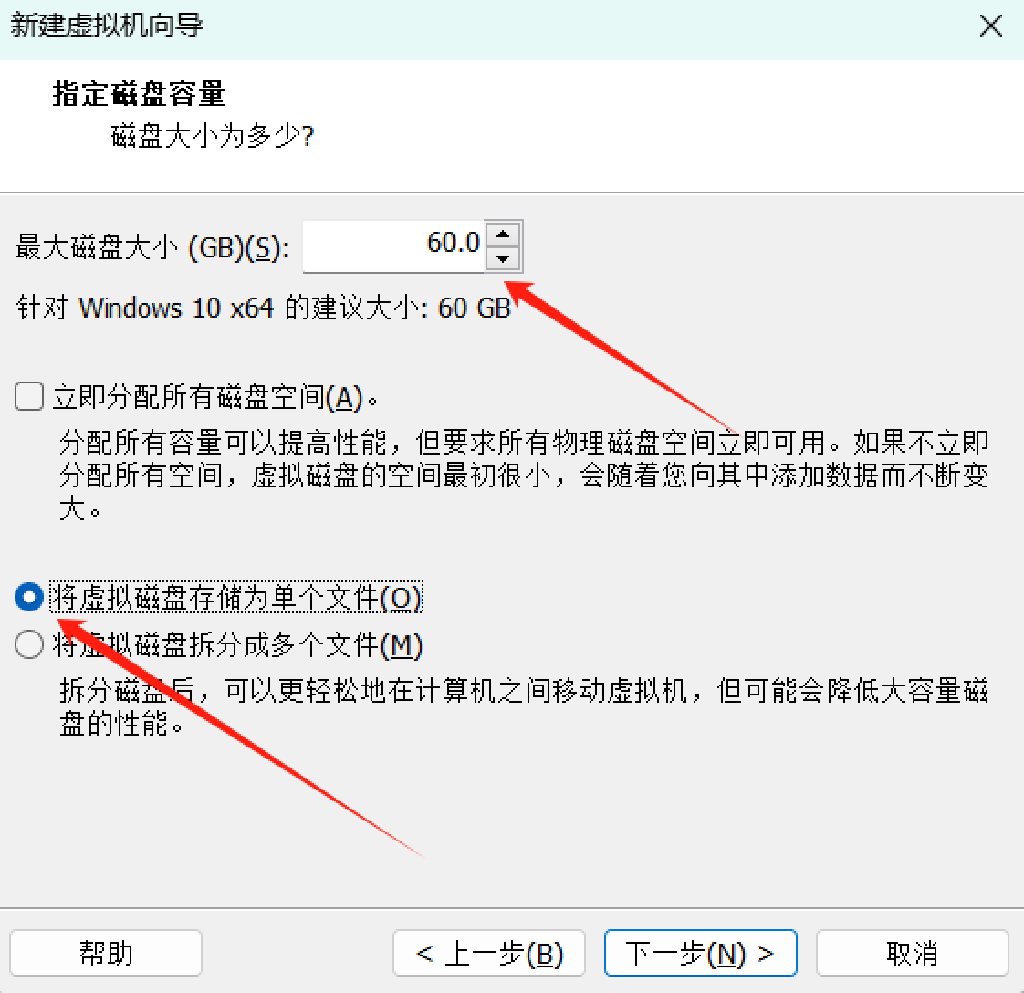 新建虚拟机向导
指定磁盘容量
磁盘大小为多少?
最大磁盘大小 (GB)(S): 60.0
针对 Windows 10 x64 的建议大小: 60 GB
立即分配所有磁盘空间(A)。
分配所有容量可以提高性能，但要求所有物理磁盘空间立即可用。如果不立即
分配所有空间，虚拟磁盘的空间最初很小，会随着您向其中添加数据而不断变
大。
将虚拟磁盘存储为单个文件(O)
将虚拟磁盘拆分成多个文件(M)
拆分磁盘后，可以更轻松地在计算机之间移动虚拟机，但可能会降低大容量磁
盘的性能。
帮助 < 上一步(B) 下一步(N) > 取消